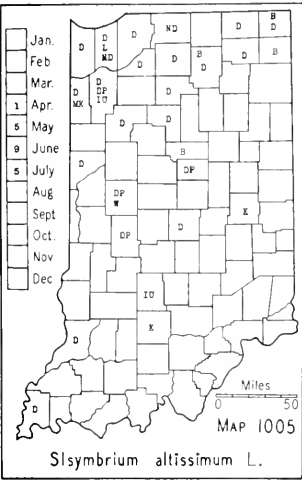 Jan.
Feb
Mar.
1 Apr.
5 May
9 June
5 July
Aug
Sept
Oct.
Nov
Dec
D
D
L
MD
D
ND
D
B
D
D
B
D
D
B
D
MK
D
DP
IU
D
D
D
B
DP
D
DP
W
K
DP
D
IU
K
D
D
Miles
0 50
MAP 1005
Sisymbrium altissimum L.